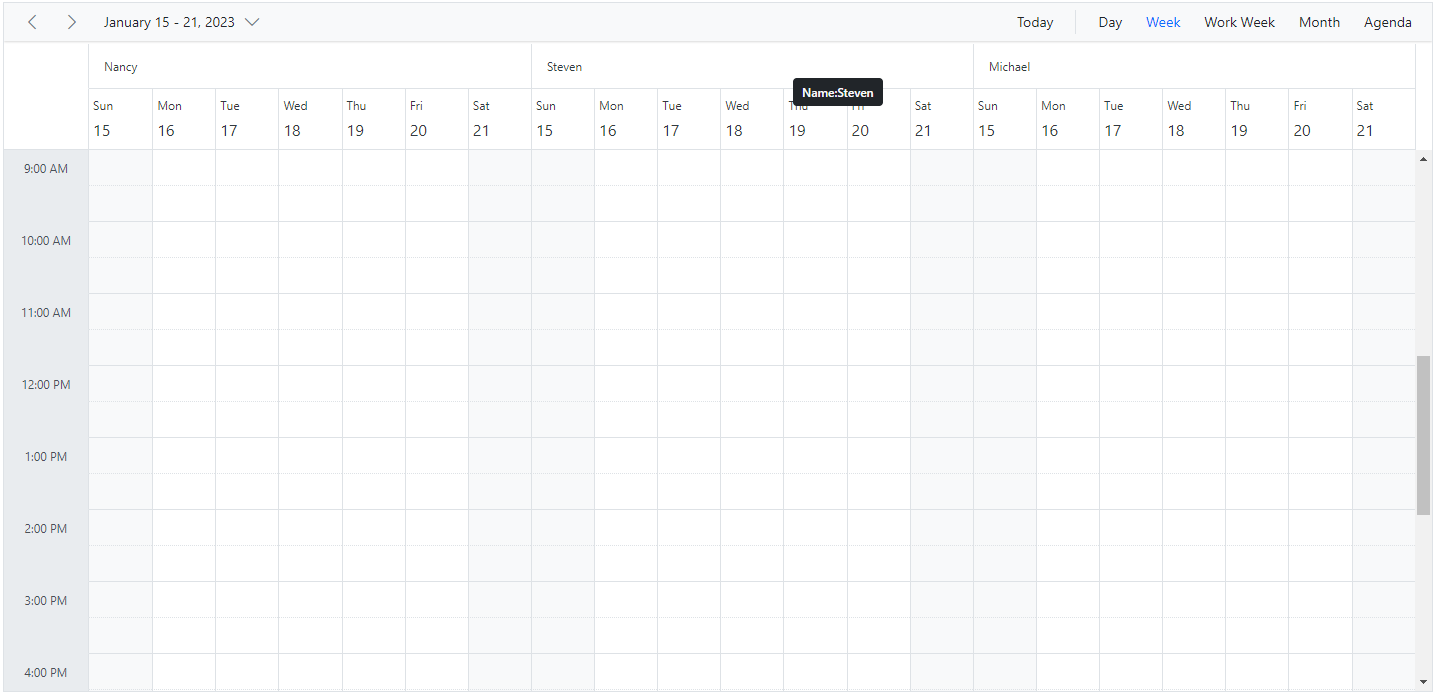 January 15 - 21, 2023 Today Day Week Work Week Month Agenda
Nancy Steven Michael
Name:Steven
Sun Mon Tue Wed Thu Fri Sat Sun Mon Tue Wed Thu Fri Sat Sun Mon Tue Wed Thu Fri Sat
15 16 17 18 19 20 21 15 16 17 18 19 20 21 15 16 17 18 19 20 21
9:00 AM
10:00 AM
11:00 AM
12:00 PM
1:00 PM
2:00 PM
3:00 PM
4:00 PM